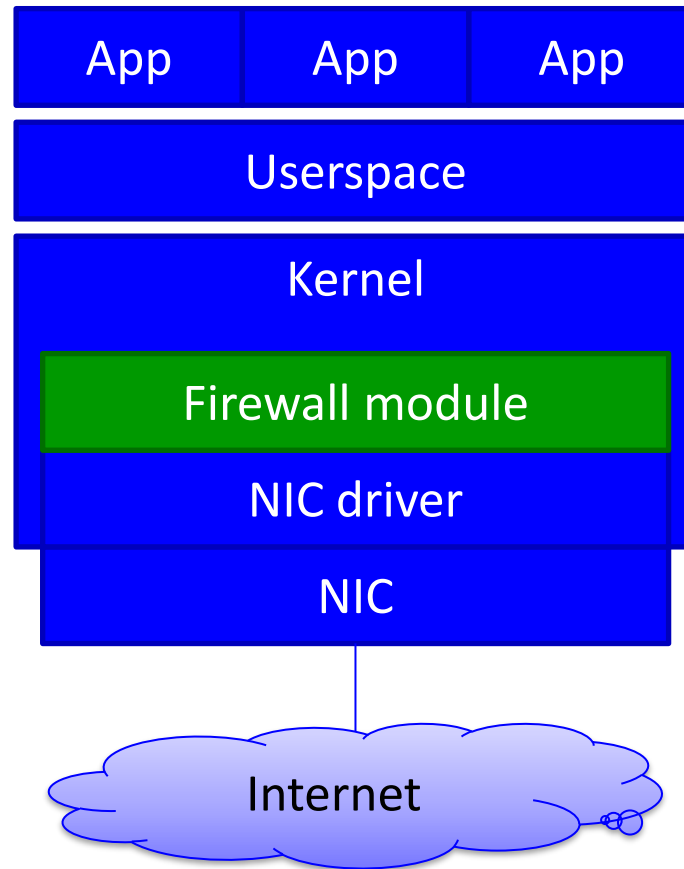 App App App
Userspace
Kernel
Firewall module
NIC driver
NIC
Internet